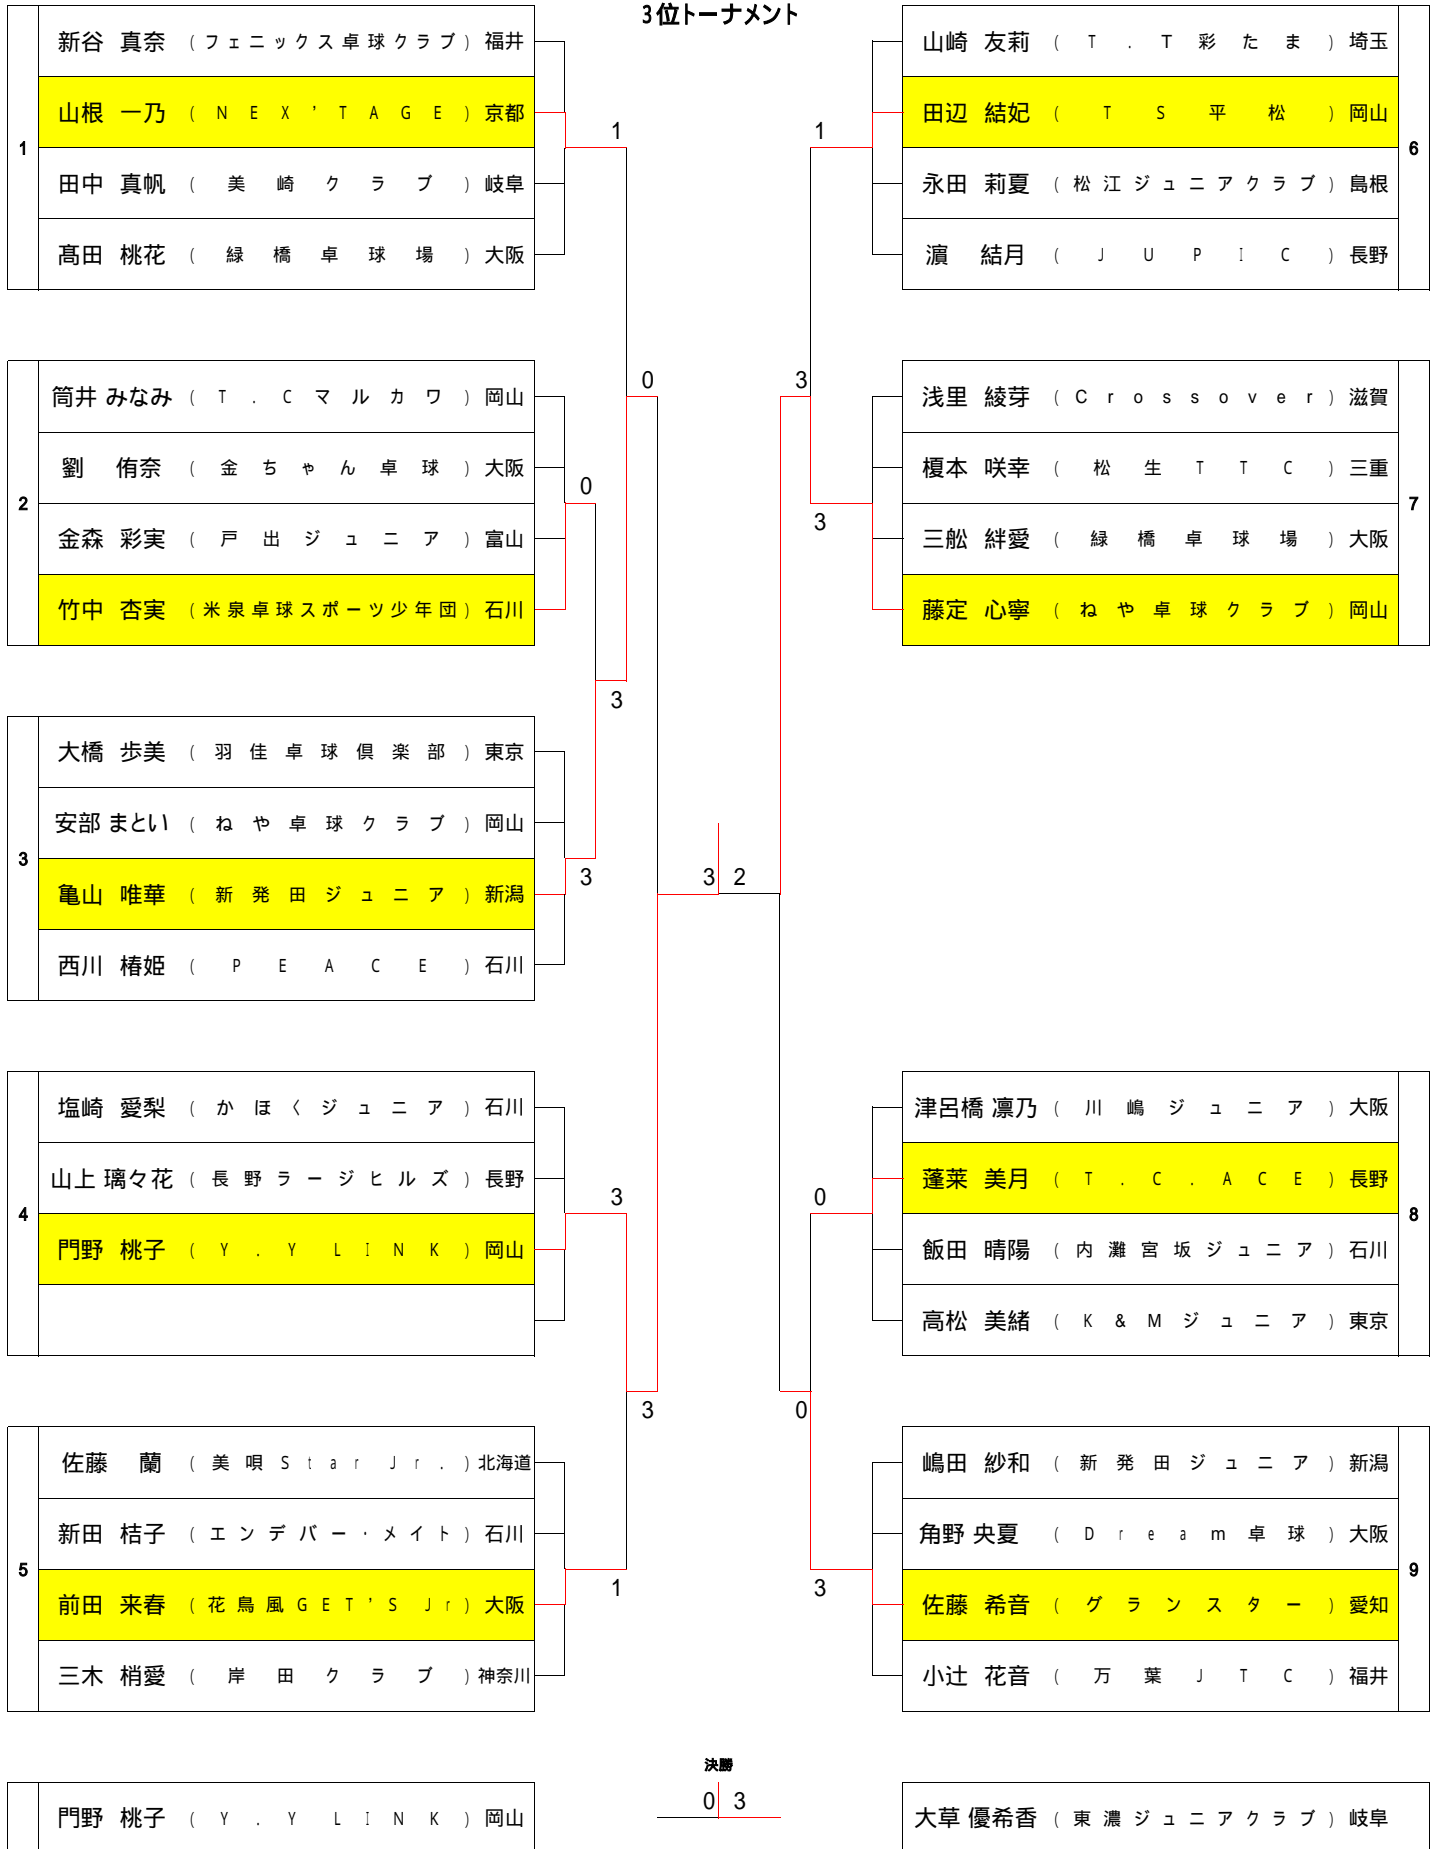 3位トーナメント
1
新谷 真奈 (フェニックス卓球クラブ) 福井
山根 一乃 (NEX'TAGE) 京都
田中 真帆 (美崎クラブ) 岐阜
髙田 桃花 (緑橋卓球場) 大阪
1
2
筒井 みなみ (T.Cマルカワ) 岡山
劉 侑奈 (金ちゃん卓球) 大阪
金森 彩実 (戸出ジュニア) 富山
竹中 杏実 (米泉卓球スポーツ少年団) 石川
0
0
3
3
大橋 歩美 (羽佳卓球倶楽部) 東京
安部 まとい (ねや卓球クラブ) 岡山
亀山 唯華 (新発田ジュニア) 新潟
西川 椿姫 (PEACE) 石川
3
4
塩崎 愛梨 (かほくジュニア) 石川
山上 璃々花 (長野ラージヒルズ) 長野
門野 桃子 (Y.Y LINK) 岡山
3
3
5
佐藤 蘭 (美唄Star Jr.) 北海道
新田 桔子 (エンデバー・メイト) 石川
前田 来春 (花鳥風GET'S Jr) 大阪
三木 梢愛 (岸田クラブ) 神奈川
1
3 2
6
山崎 友莉 (T.T彩たま) 埼玉
田辺 結妃 (TS平松) 岡山
永田 莉夏 (松江ジュニアクラブ) 島根
濵 結月 (JUPIC) 長野
1
3
7
浅里 綾芽 (Crossover) 滋賀
榎本 咲幸 (松生TTC) 三重
三舩 絆愛 (緑橋卓球場) 大阪
藤定 心寧 (ねや卓球クラブ) 岡山
3
8
津呂橋 凛乃 (川嶋ジュニア) 大阪
蓬莱 美月 (T.C.ACE) 長野
飯田 晴陽 (内灘宮坂ジュニア) 石川
高松 美緒 (K&Mジュニア) 東京
0
0
9
嶋田 紗和 (新発田ジュニア) 新潟
角野 央夏 (Dream卓球) 大阪
佐藤 希音 (グランスター) 愛知
小辻 花音 (万葉JTC) 福井
3
決勝
門野 桃子 (Y.Y LINK) 岡山
0 3
大草 優希香 (東濃ジュニアクラブ) 岐阜